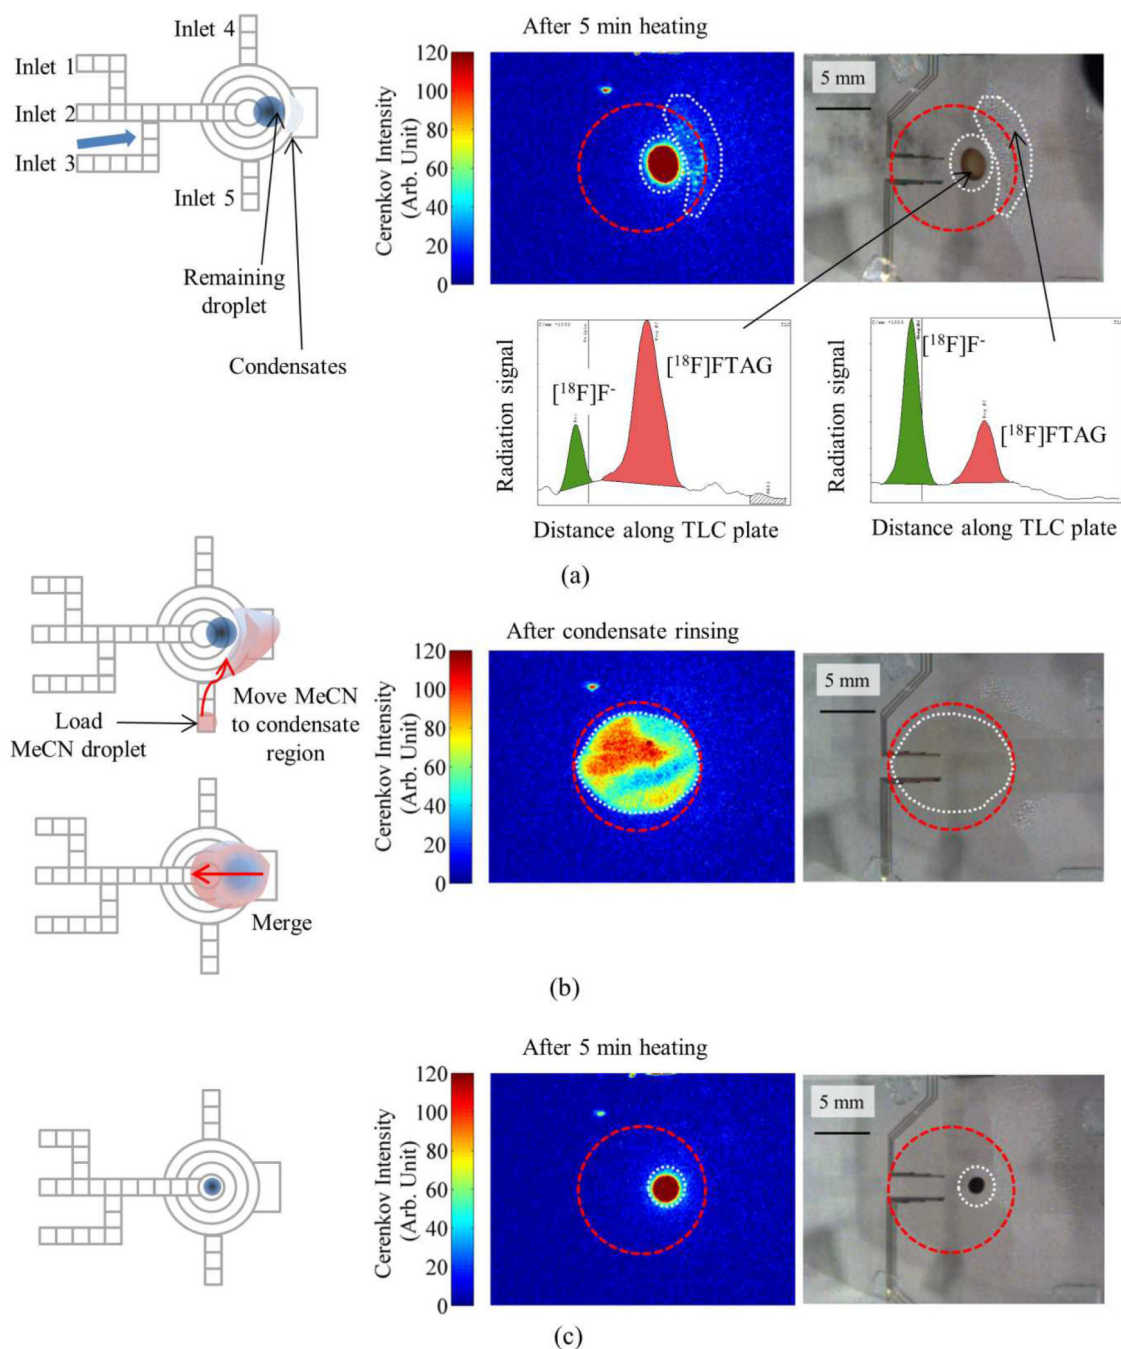 Inlet 4
Inlet 1
Inlet 2
Inlet 3
Inlet 5
Remaining
droplet
Condensates
After 5 min heating
Cerenkov Intensity
(Arb. Unit)
120
100
80
60
40
20
0
5 mm
Radiation signal
[¹⁸F]F⁻
[¹⁸F]FTAG
Distance along TLC plate
Radiation signal
[¹⁸F]F⁻
[¹⁸F]FTAG
Distance along TLC plate
(a)
Load
MeCN droplet
Move MeCN
to condensate
region
Merge
After condensate rinsing
Cerenkov Intensity
(Arb. Unit)
120
100
80
60
40
20
0
5 mm
(b)
After 5 min heating
Cerenkov Intensity
(Arb. Unit)
120
100
80
60
40
20
0
5 mm
(c)